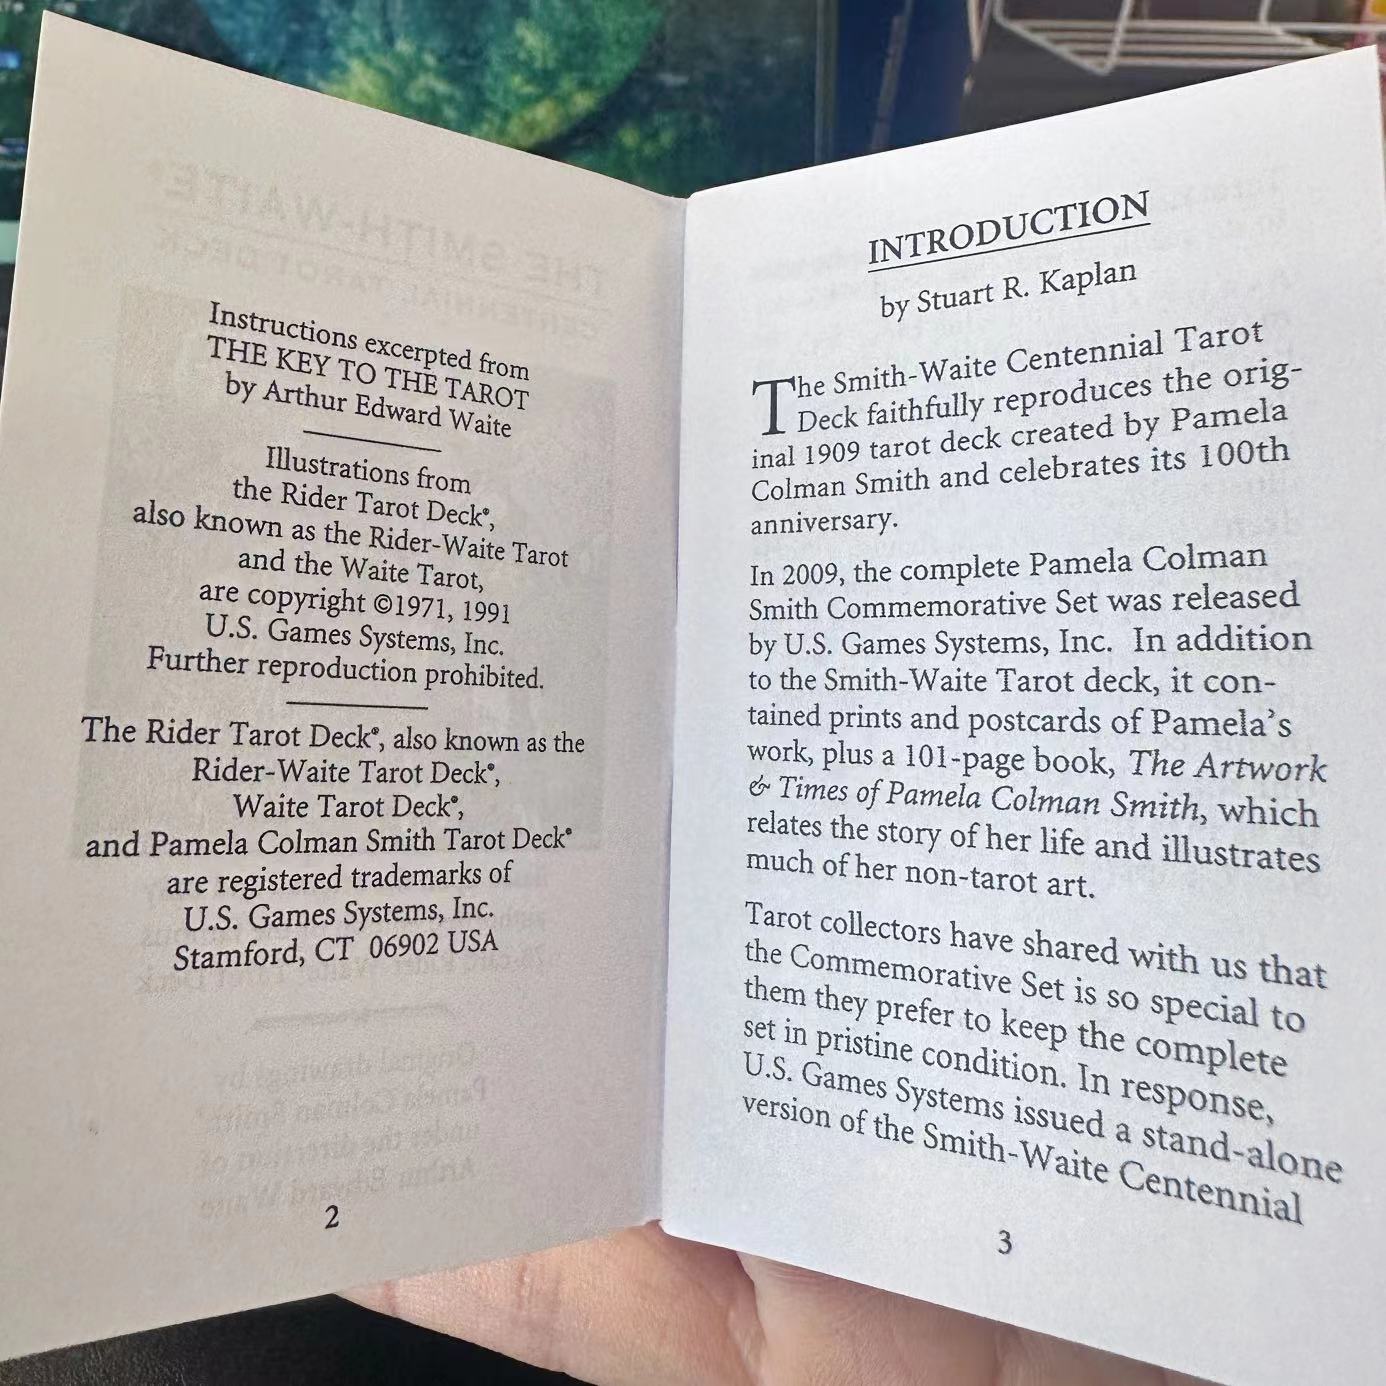 Instructions excerpted from
THE KEY TO THE TAROT
by Arthur Edward Waite
Illustrations from
the Rider Tarot Deck®,
also known as the Rider-Waite Tarot
and the Waite Tarot,
are copyright ©1971, 1991
U.S. Games Systems, Inc.
Further reproduction prohibited.
The Rider Tarot Deck®, also known as the
Rider-Waite Tarot Deck®,
Waite Tarot Deck®,
and Pamela Colman Smith Tarot Deck®
are registered trademarks of
U.S. Games Systems, Inc.
Stamford, CT 06902 USA
2
INTRODUCTION
by Stuart R. Kaplan
The Smith-Waite Centennial Tarot
Deck faithfully reproduces the orig-
inal 1909 tarot deck created by Pamela
Colman Smith and celebrates its 100th
anniversary.
In 2009, the complete Pamela Colman
Smith Commemorative Set was released
by U.S. Games Systems, Inc. In addition
to the Smith-Waite Tarot deck, it con-
tained prints and postcards of Pamela's
work, plus a 101-page book, The Artwork
& Times of Pamela Colman Smith, which
relates the story of her life and illustrates
much of her non-tarot art.
Tarot collectors have shared with us that
the Commemorative Set is so special to
them they prefer to keep the complete
set in pristine condition. In response,
U.S. Games Systems issued a stand-alone
version of the Smith-Waite Centennial
3